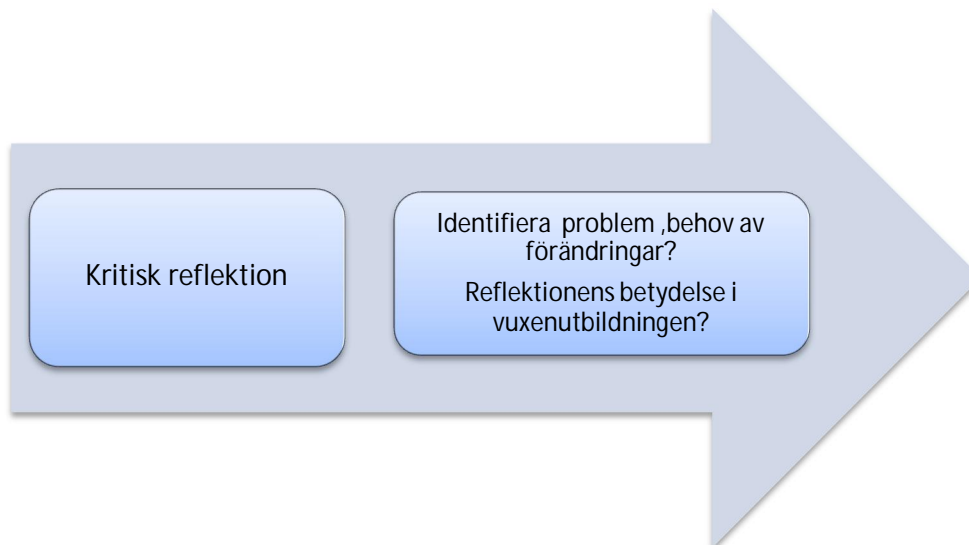 Kritisk reflektion
Identifiera problem ,behov av
förändringar?
Reflektionens betydelse i
vuxenutbildningen?